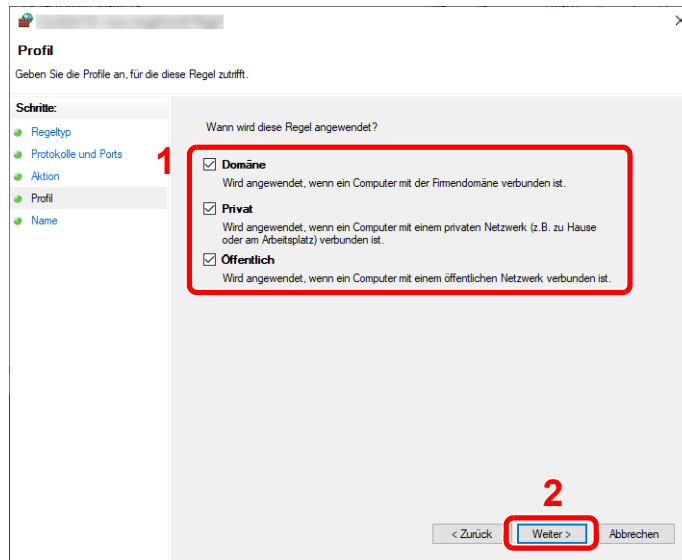 Profil
Geben Sie die Profile an, für die diese Regel zutrifft.
Schritte:
Regeltyp
Protokolle und Ports
Aktion
Profil
Name
Wann wird diese Regel angewendet?
1
Domäne
Wird angewendet, wenn ein Computer mit der Firmendomäne verbunden ist.
Privat
Wird angewendet, wenn ein Computer mit einem privaten Netzwerk (z.B. zu Hause
oder am Arbeitsplatz) verbunden ist.
Öffentlich
Wird angewendet, wenn ein Computer mit einem öffentlichen Netzwerk verbunden ist.
2
< Zurück
Weiter >
Abbrechen